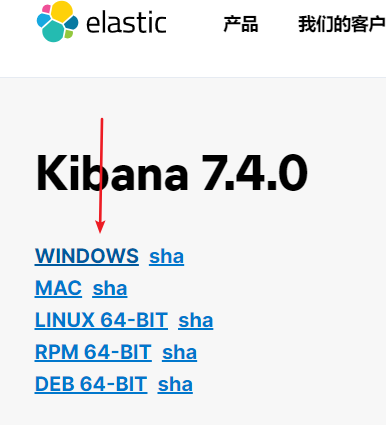 elastic 产品 我们的客户
Kibana 7.4.0
WINDOWS sha
MAC sha
LINUX 64-BIT sha
RPM 64-BIT sha
DEB 64-BIT sha